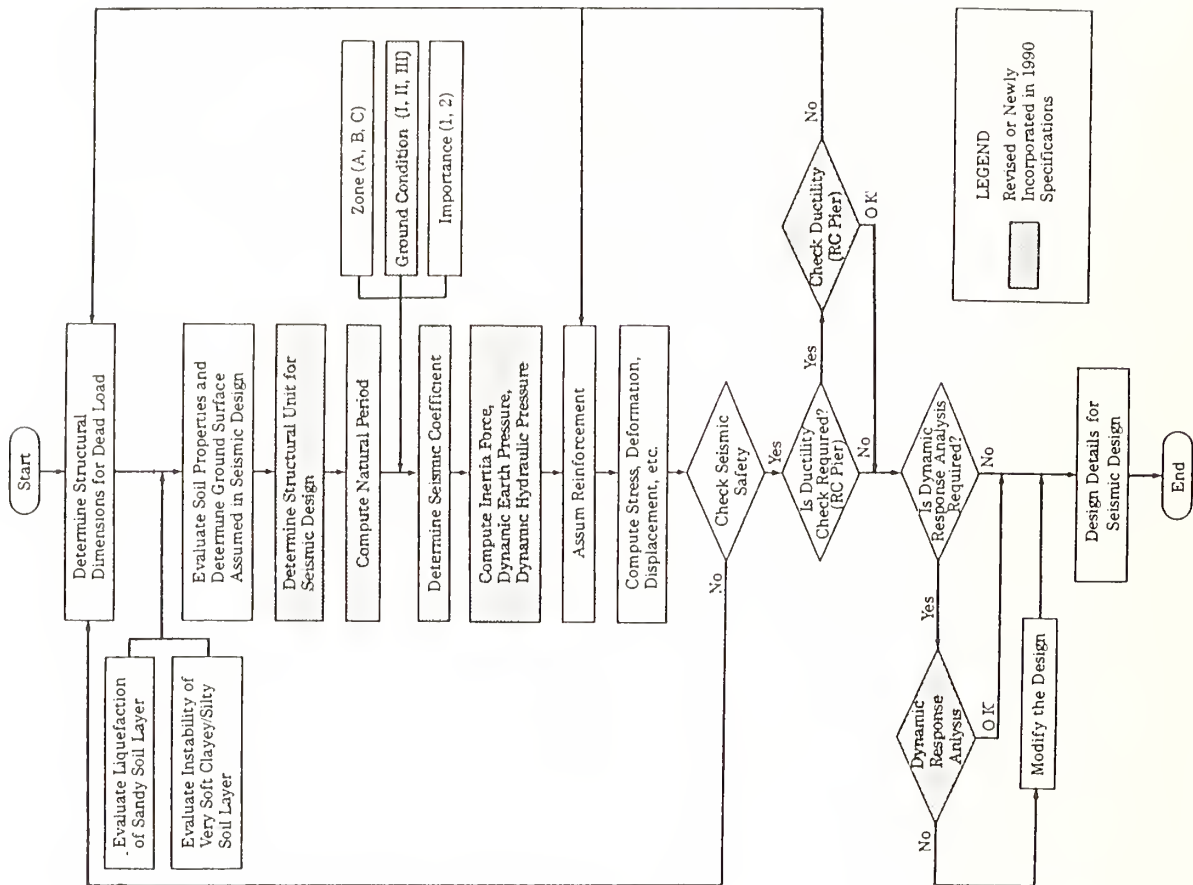 Start
Determine Structural
Dimensions for Dead Load
Evaluate Liquefaction
of Sandy Soil Layer
Evaluate Instability of
Very Soft Clayey/Silty
Soil Layer
Evaluate Soil Properties and
Determune Ground Surface
Assumed in Seismic Design
Determine Structural Unit for
Seismic Design
Compute Natural Period
Zone (A, B, C)
Ground Condition (I, II, III)
Importance (1, 2)
Determine Seismic Coefficient
Compute Inertia Force,
Dynamic Earth Pressure,
Dynamic Hydraulic Pressure
Assum Reinforcement
Compute Stress, Deformation,
Displacement, etc.
Check Seismic
Safety
No
Yes
Is Ductility
Check Required?
(RC Pier)
Yes
No
Check Ductility
(RC Pier)
No
OK
Is Dynamic
Response Analysis
Required?
Yes
No
Dynamic
Response
Anlysis
No
OK
Modify the Design
Design Details for
Seismic Design
End
LEGEND
Revised or Newly
Incorporated in 1990
Specifications